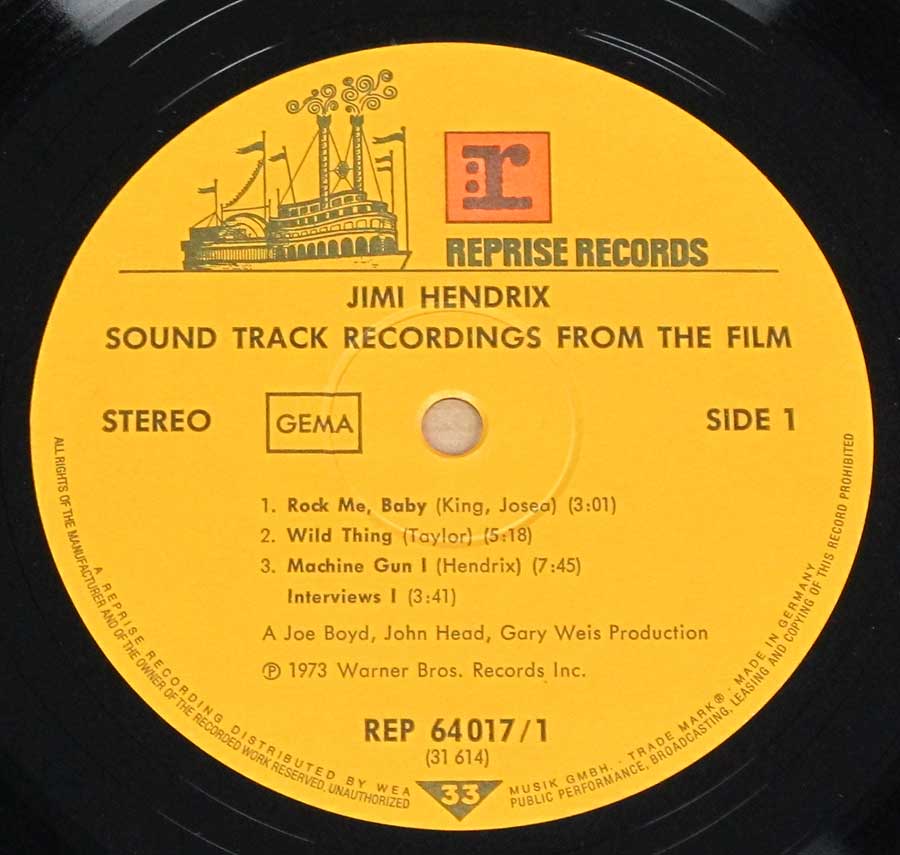 r
REPRISE RECORDS
JIMI HENDRIX
SOUND TRACK RECORDINGS FROM THE FILM
STEREO GEMA SIDE 1
1. Rock Me, Baby (King, Josea) (3:01)
2. Wild Thing (Taylor) (5:18)
3. Machine Gun I (Hendrix) (7:45)
Interviews I (3:41)
A Joe Boyd, John Head, Gary Weis Production
℗ 1973 Warner Bros. Records Inc.
REP 64017/1
(31 614)
33
A REPRISE RECORDING DISTRIBUTED BY WEA MUSIK GMBH. · TRADE MARK® · MADE IN GERMANY
ALL RIGHTS OF THE MANUFACTURER AND OF THE OWNER OF THE RECORDED WORK RESERVED. UNAUTHORIZED PUBLIC PERFORMANCE, BROADCASTING, LEASING AND COPYING OF THIS RECORD PROHIBITED